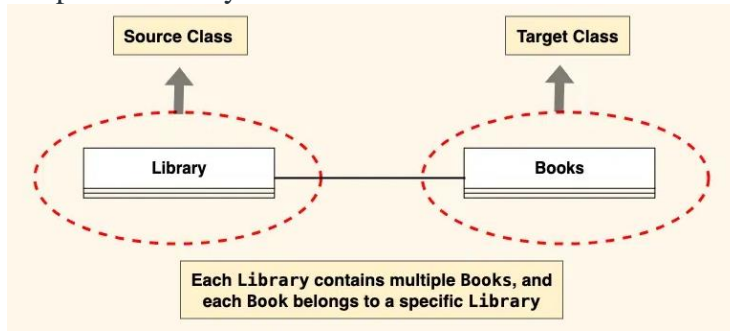 Source Class
Target Class
Library
Books
Each Library contains multiple Books, and
each Book belongs to a specific Library